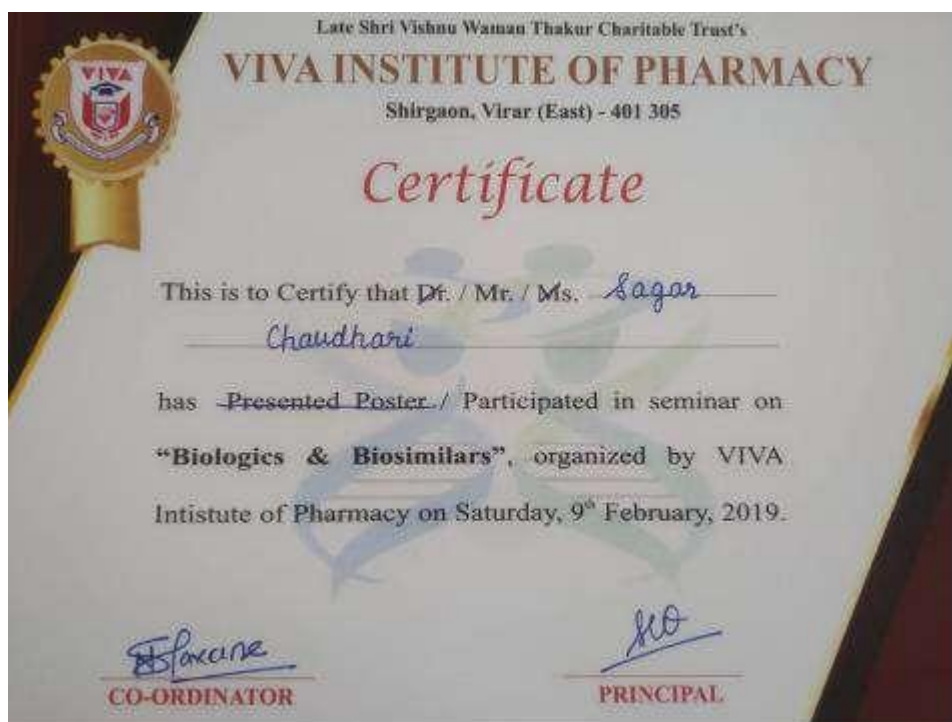 Late Shri Vishnu Waman Thakur Charitable Trust's
VIVA INSTITUTE OF PHARMACY
Shirgaon, Virar (East) - 401 305
VIVA
Certificate
This is to Certify that Dr. / Mr. / Ms. Sagar
Chaudhari
has Presented Poster / Participated in seminar on
“Biologics & Biosimilars”, organized by VIVA
Intistute of Pharmacy on Saturday, 9th February, 2019.
CO-ORDINATOR
PRINCIPAL